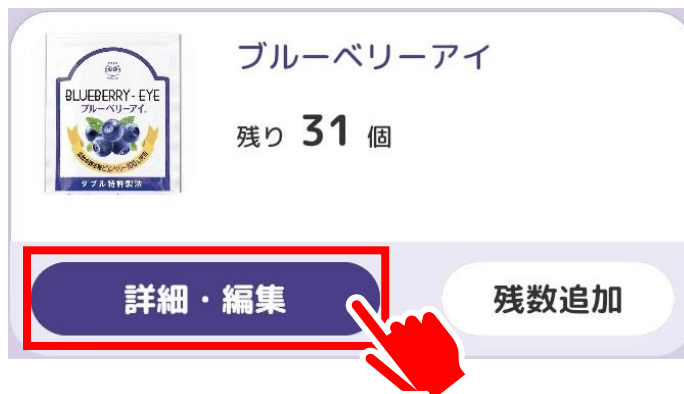 ブルーベリーアイ
残り 31 個
BLUEBERRY-EYE
ブルーベリーアイ。
ダブル特許製法
詳細・編集
残数追加